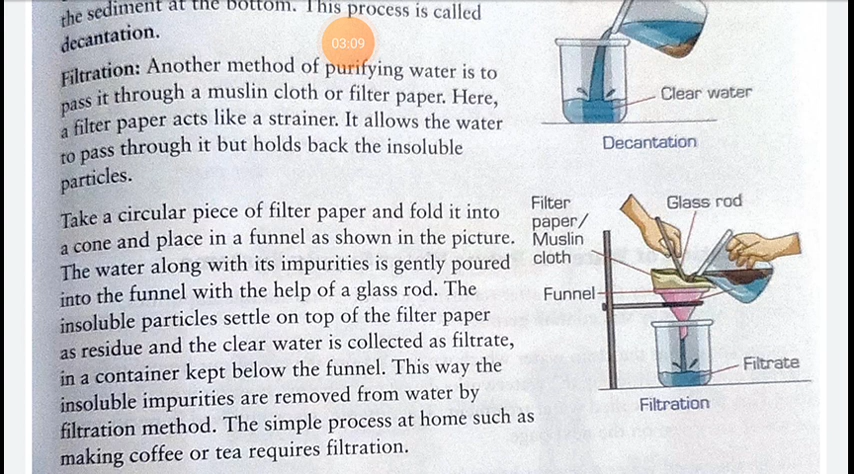 the sediment at the bottom. This process is called
decantation.
03:09
Filtration: Another method of purifying water is to
pass it through a muslin cloth or filter paper. Here,
a filter paper acts like a strainer. It allows the water
to pass through it but holds back the insoluble
particles.
Take a circular piece of filter paper and fold it into
a cone and place in a funnel as shown in the picture.
The water along with its impurities is gently poured
into the funnel with the help of a glass rod. The
insoluble particles settle on top of the filter paper
as residue and the clear water is collected as filtrate,
in a container kept below the funnel. This way the
insoluble impurities are removed from water by
filtration method. The simple process at home such as
making coffee or tea requires filtration.
Clear water
Decantation
Filter
paper/
Muslin
cloth
Glass rod
Funnel
Filtrate
Filtration